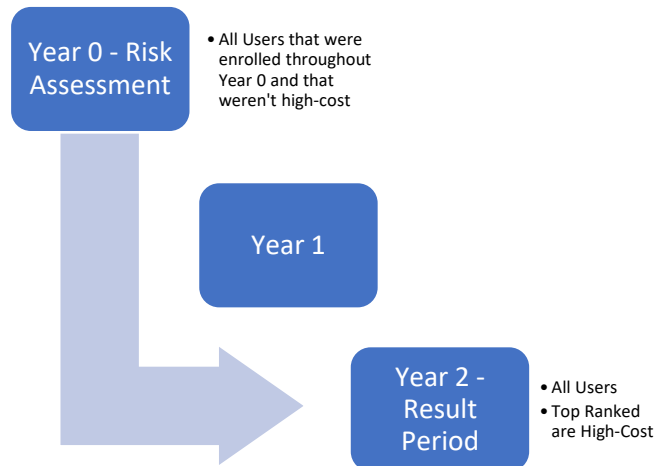 Year 0 - Risk
Assessment
• All Users that were
enrolled throughout
Year 0 and that
weren't high-cost
Year 1
Year 2 -
Result
Period
• All Users
• Top Ranked
are High-Cost